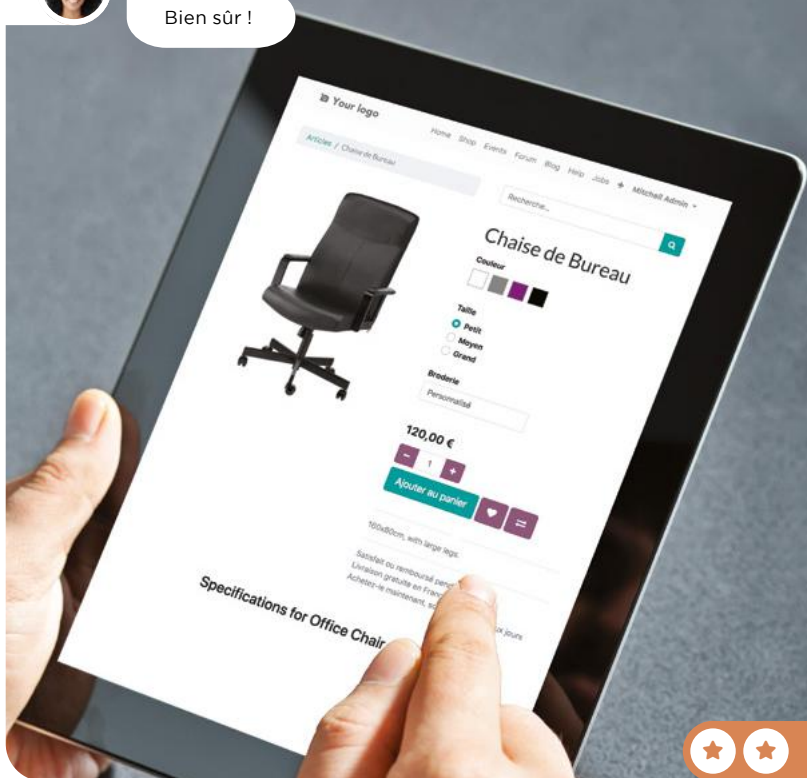 Bien sûr !
Your logo
Home Shop Events Forum Blog Help Jobs + Mitchell Admin
Articles / Chaise de Bureau
Recherche...
Chaise de Bureau
Couleur
Taille
Petit
Moyen
Grand
Broderie
Personnalisé
120,00 €
- 1 +
Ajouter au panier
160x80cm, with large legs.
Satisfait ou remboursé
Livraison gratuite en
Achetez-le maintenant,
ux jours
Specifications for Office Chair